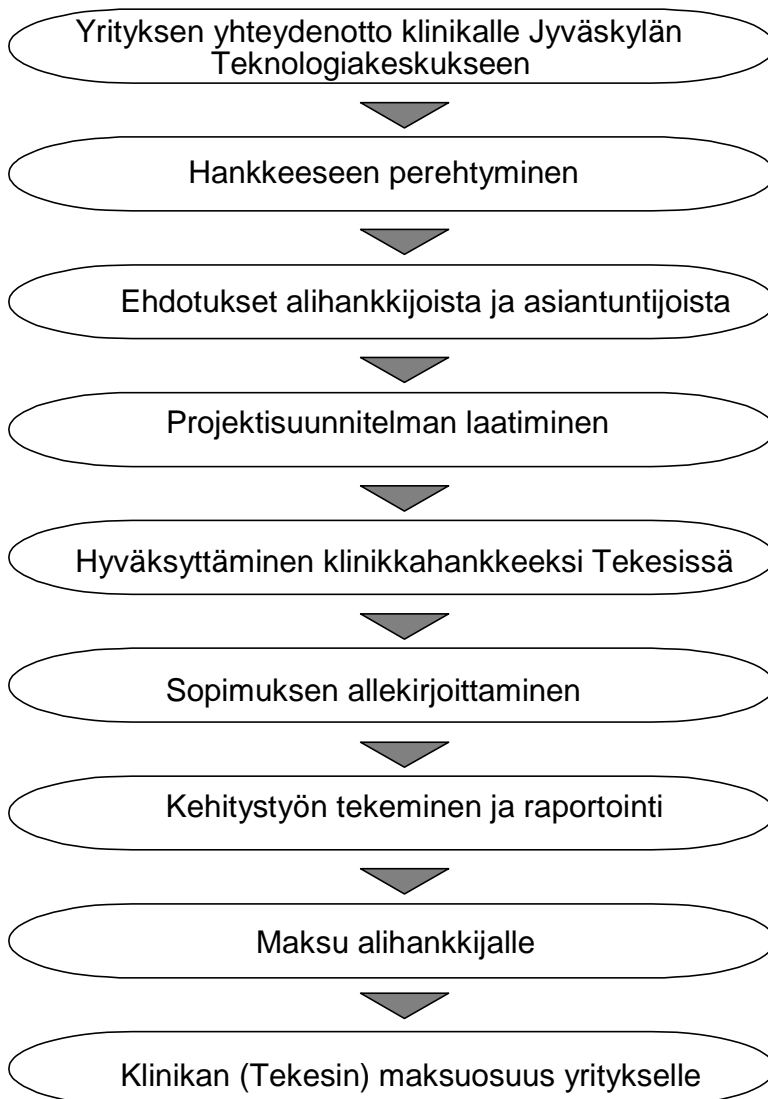 Yrityksen yhteydenotto klinikalle Jyväskylän
Teknologiakeskukseen
Hankkeeseen perehtyminen
Ehdotukset alihankkijoista ja asiantuntijoista
Projektisuunnitelman laatiminen
Hyväksyttäminen klinikkahankkeeksi Tekesissä
Sopimuksen allekirjoittaminen
Kehitystyön tekeminen ja raportointi
Maksu alihankkijalle
Klinikan (Tekesin) maksuosuus yritykselle